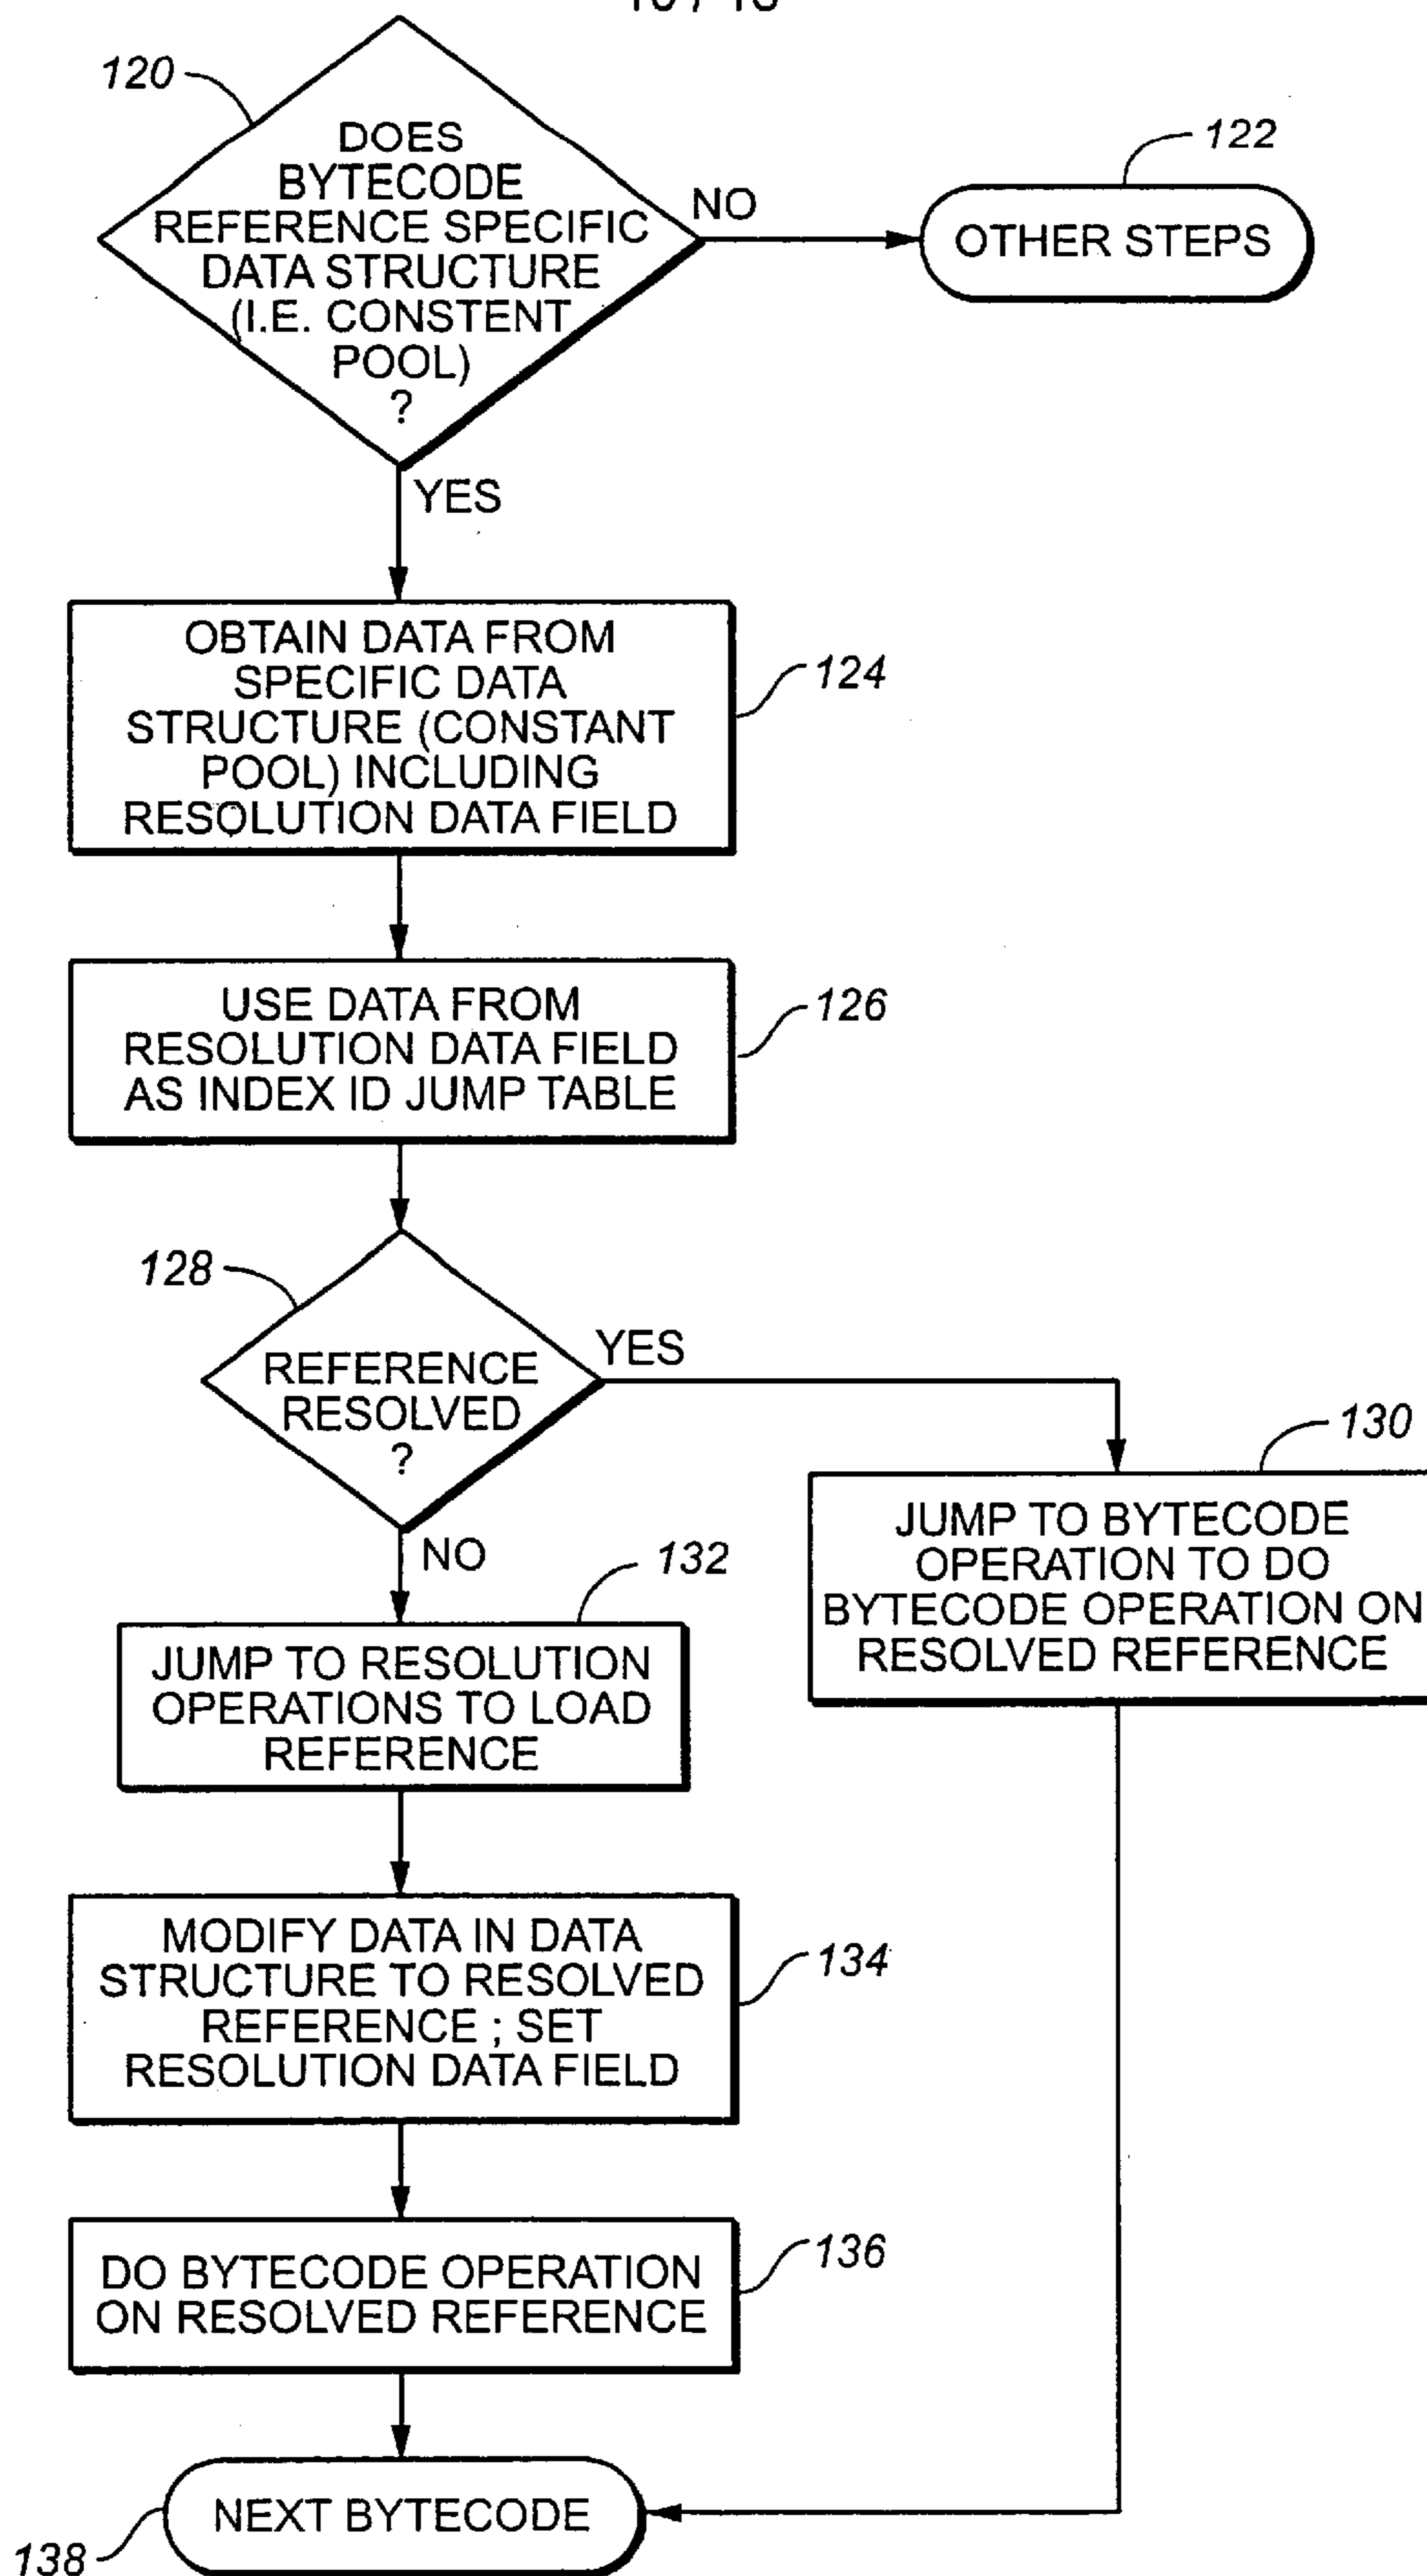 120
DOES
BYTECODE
REFERENCE SPECIFIC
DATA STRUCTURE
(I.E. CONSTENT
POOL)
?
NO
122
OTHER STEPS
YES
OBTAIN DATA FROM
SPECIFIC DATA
STRUCTURE (CONSTANT
POOL) INCLUDING
RESOLUTION DATA FIELD
124
USE DATA FROM
RESOLUTION DATA FIELD
AS INDEX ID JUMP TABLE
126
128
REFERENCE
RESOLVED
?
YES
130
JUMP TO BYTECODE
OPERATION TO DO
BYTECODE OPERATION ON
RESOLVED REFERENCE
NO
132
JUMP TO RESOLUTION
OPERATIONS TO LOAD
REFERENCE
MODIFY DATA IN DATA
STRUCTURE TO RESOLVED
REFERENCE ; SET
RESOLUTION DATA FIELD
134
DO BYTECODE OPERATION
ON RESOLVED REFERENCE
136
NEXT BYTECODE
138